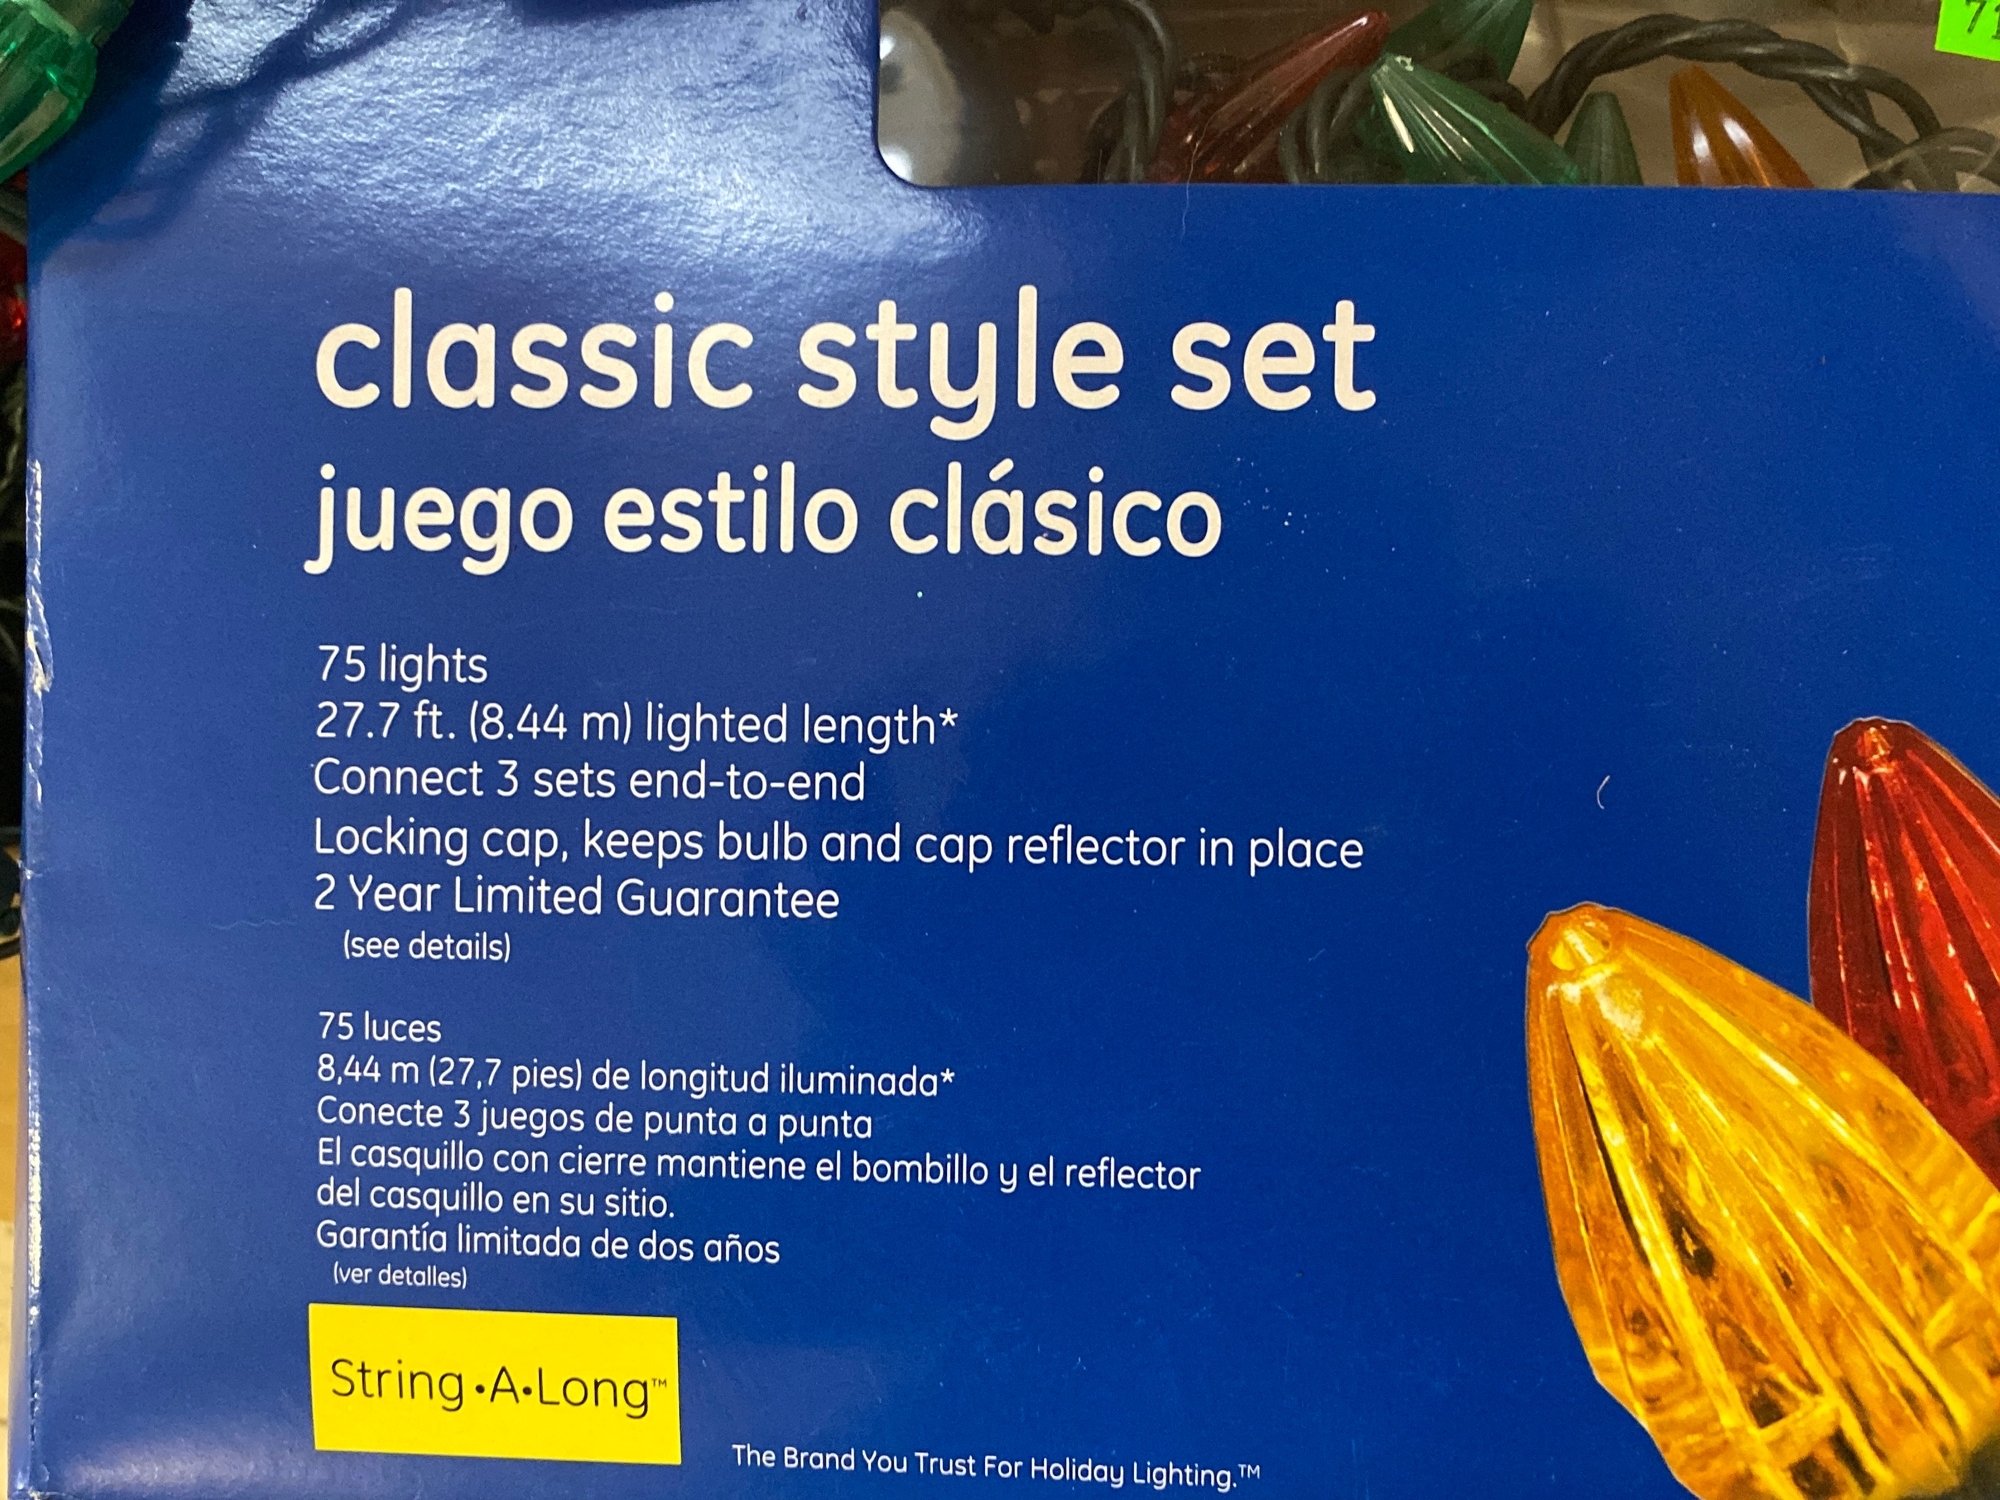 71
classic style set
juego estilo clásico
75 lights
27.7 ft. (8.44 m) lighted length*
Connect 3 sets end-to-end
Locking cap, keeps bulb and cap reflector in place
2 Year Limited Guarantee
(see details)
75 luces
8,44 m (27,7 pies) de longitud iluminada*
Conecte 3 juegos de punta a punta
El casquillo con cierre mantiene el bombillo y el reflector
del casquillo en su sitio.
Garantía limitada de dos años
(ver detalles)
String•A•Long™
The Brand You Trust For Holiday Lighting.™